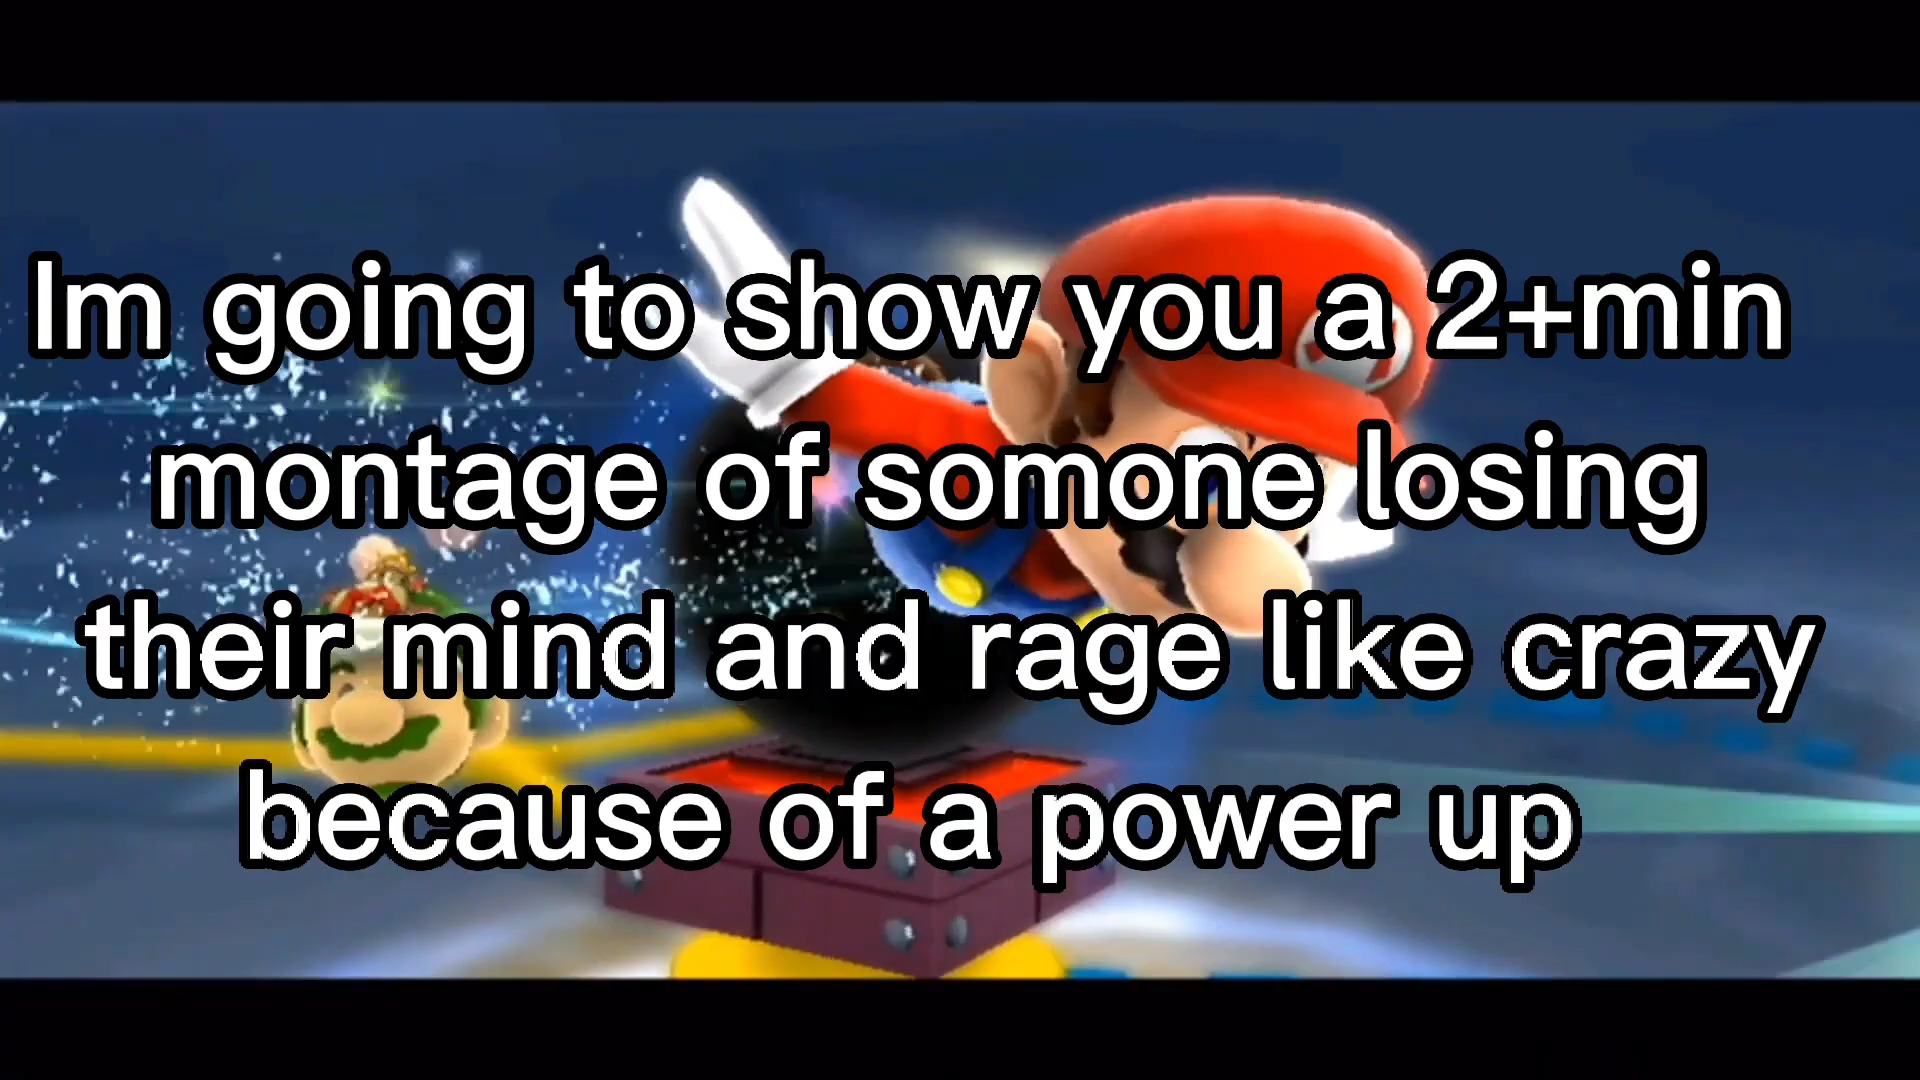 Im going to show you a 2+min
montage of somone losing
their mind and rage like crazy
because of a power up